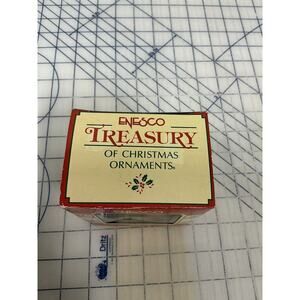 ENESCO
TREASURY
OF CHRISTMAS
ORNAMENTS®
Dritz